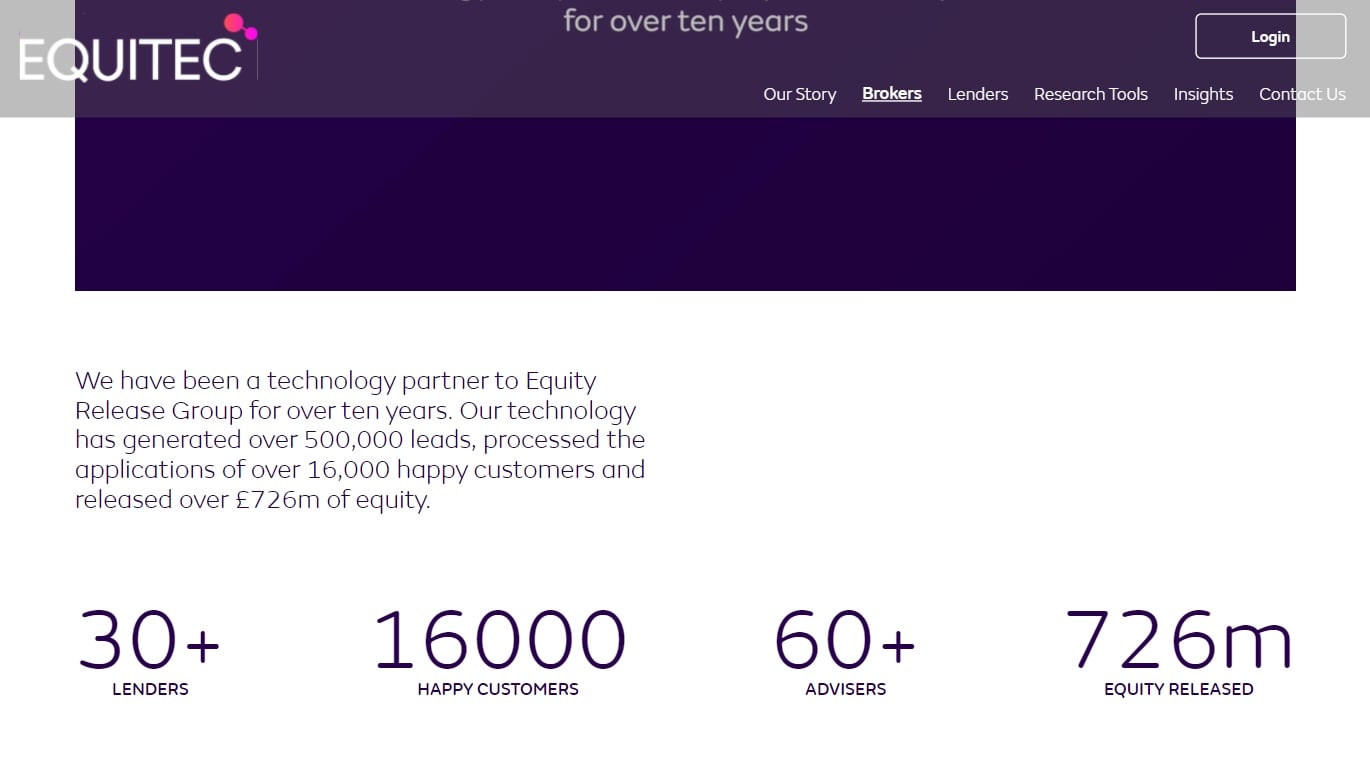 for over ten years
EQUITEC
Login
Our Story
Brokers
Lenders
Research Tools
Insights
Contact Us
We have been a technology partner to Equity
Release Group for over ten years. Our technology
has generated over 500,000 leads, processed the
applications of over 16,000 happy customers and
released over £726m of equity.
30+
LENDERS
16000
HAPPY CUSTOMERS
60+
ADVISERS
726m
EQUITY RELEASED